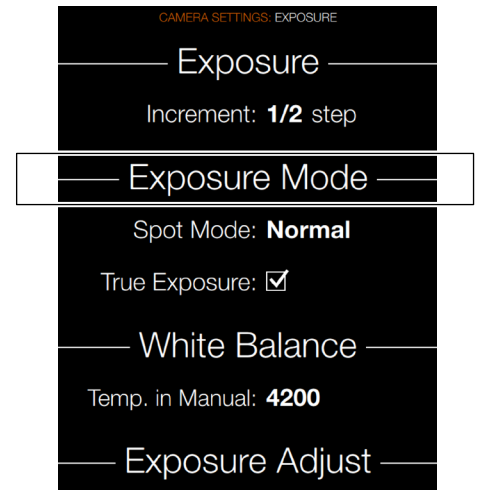 CAMERA SETTINGS: EXPOSURE
Exposure
Increment: 1/2 step
Exposure Mode
Spot Mode: Normal
True Exposure:
White Balance
Temp. in Manual: 4200
Exposure Adjust